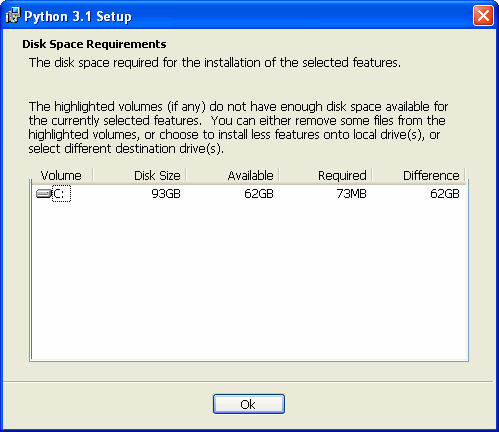 Python 3.1 Setup
Disk Space Requirements
The disk space required for the installation of the selected features.
The highlighted volumes (if any) do not have enough disk space available for
the currently selected features.  You can either remove some files from the
highlighted volumes, or choose to install less features onto local drive(s), or
select different destination drive(s).
Volume Disk Size Available Required Difference
C: 93GB 62GB 73MB 62GB
Ok